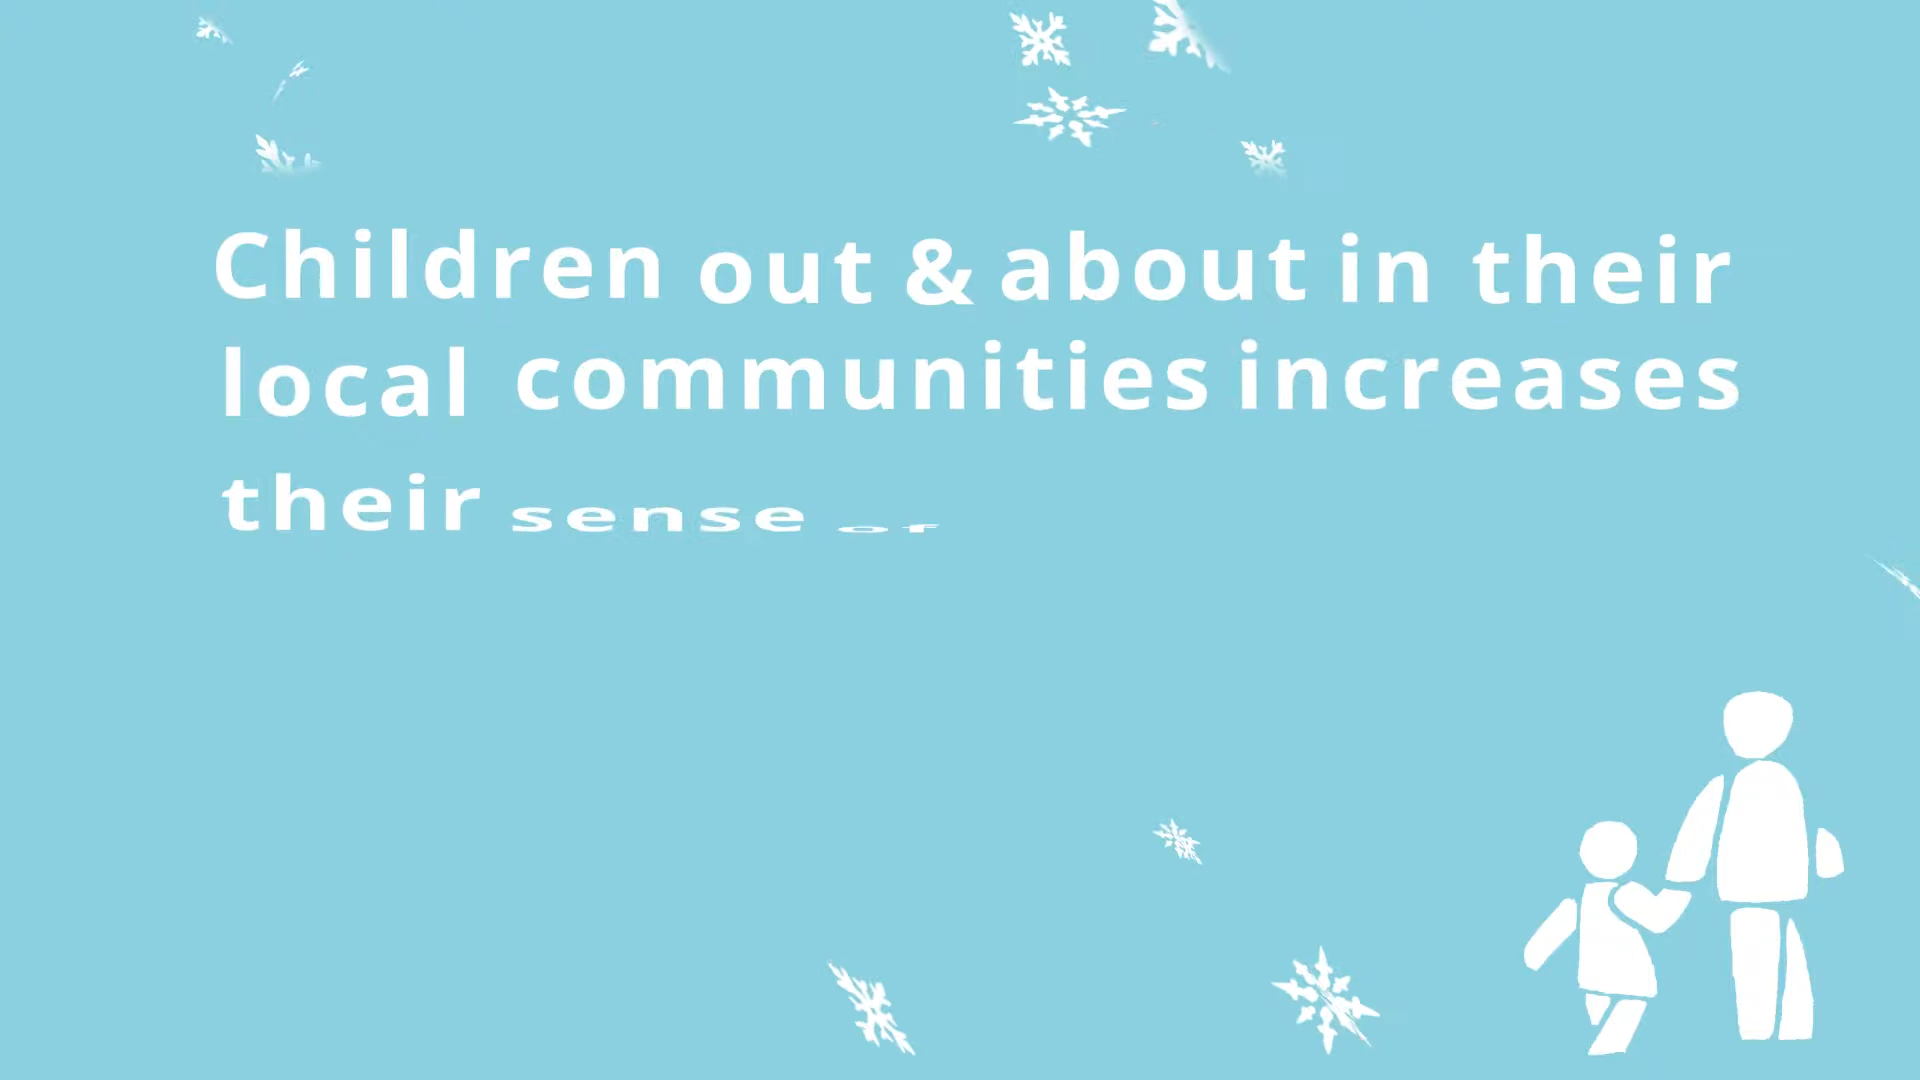 Children out & about in their
local communities increases
their sense of